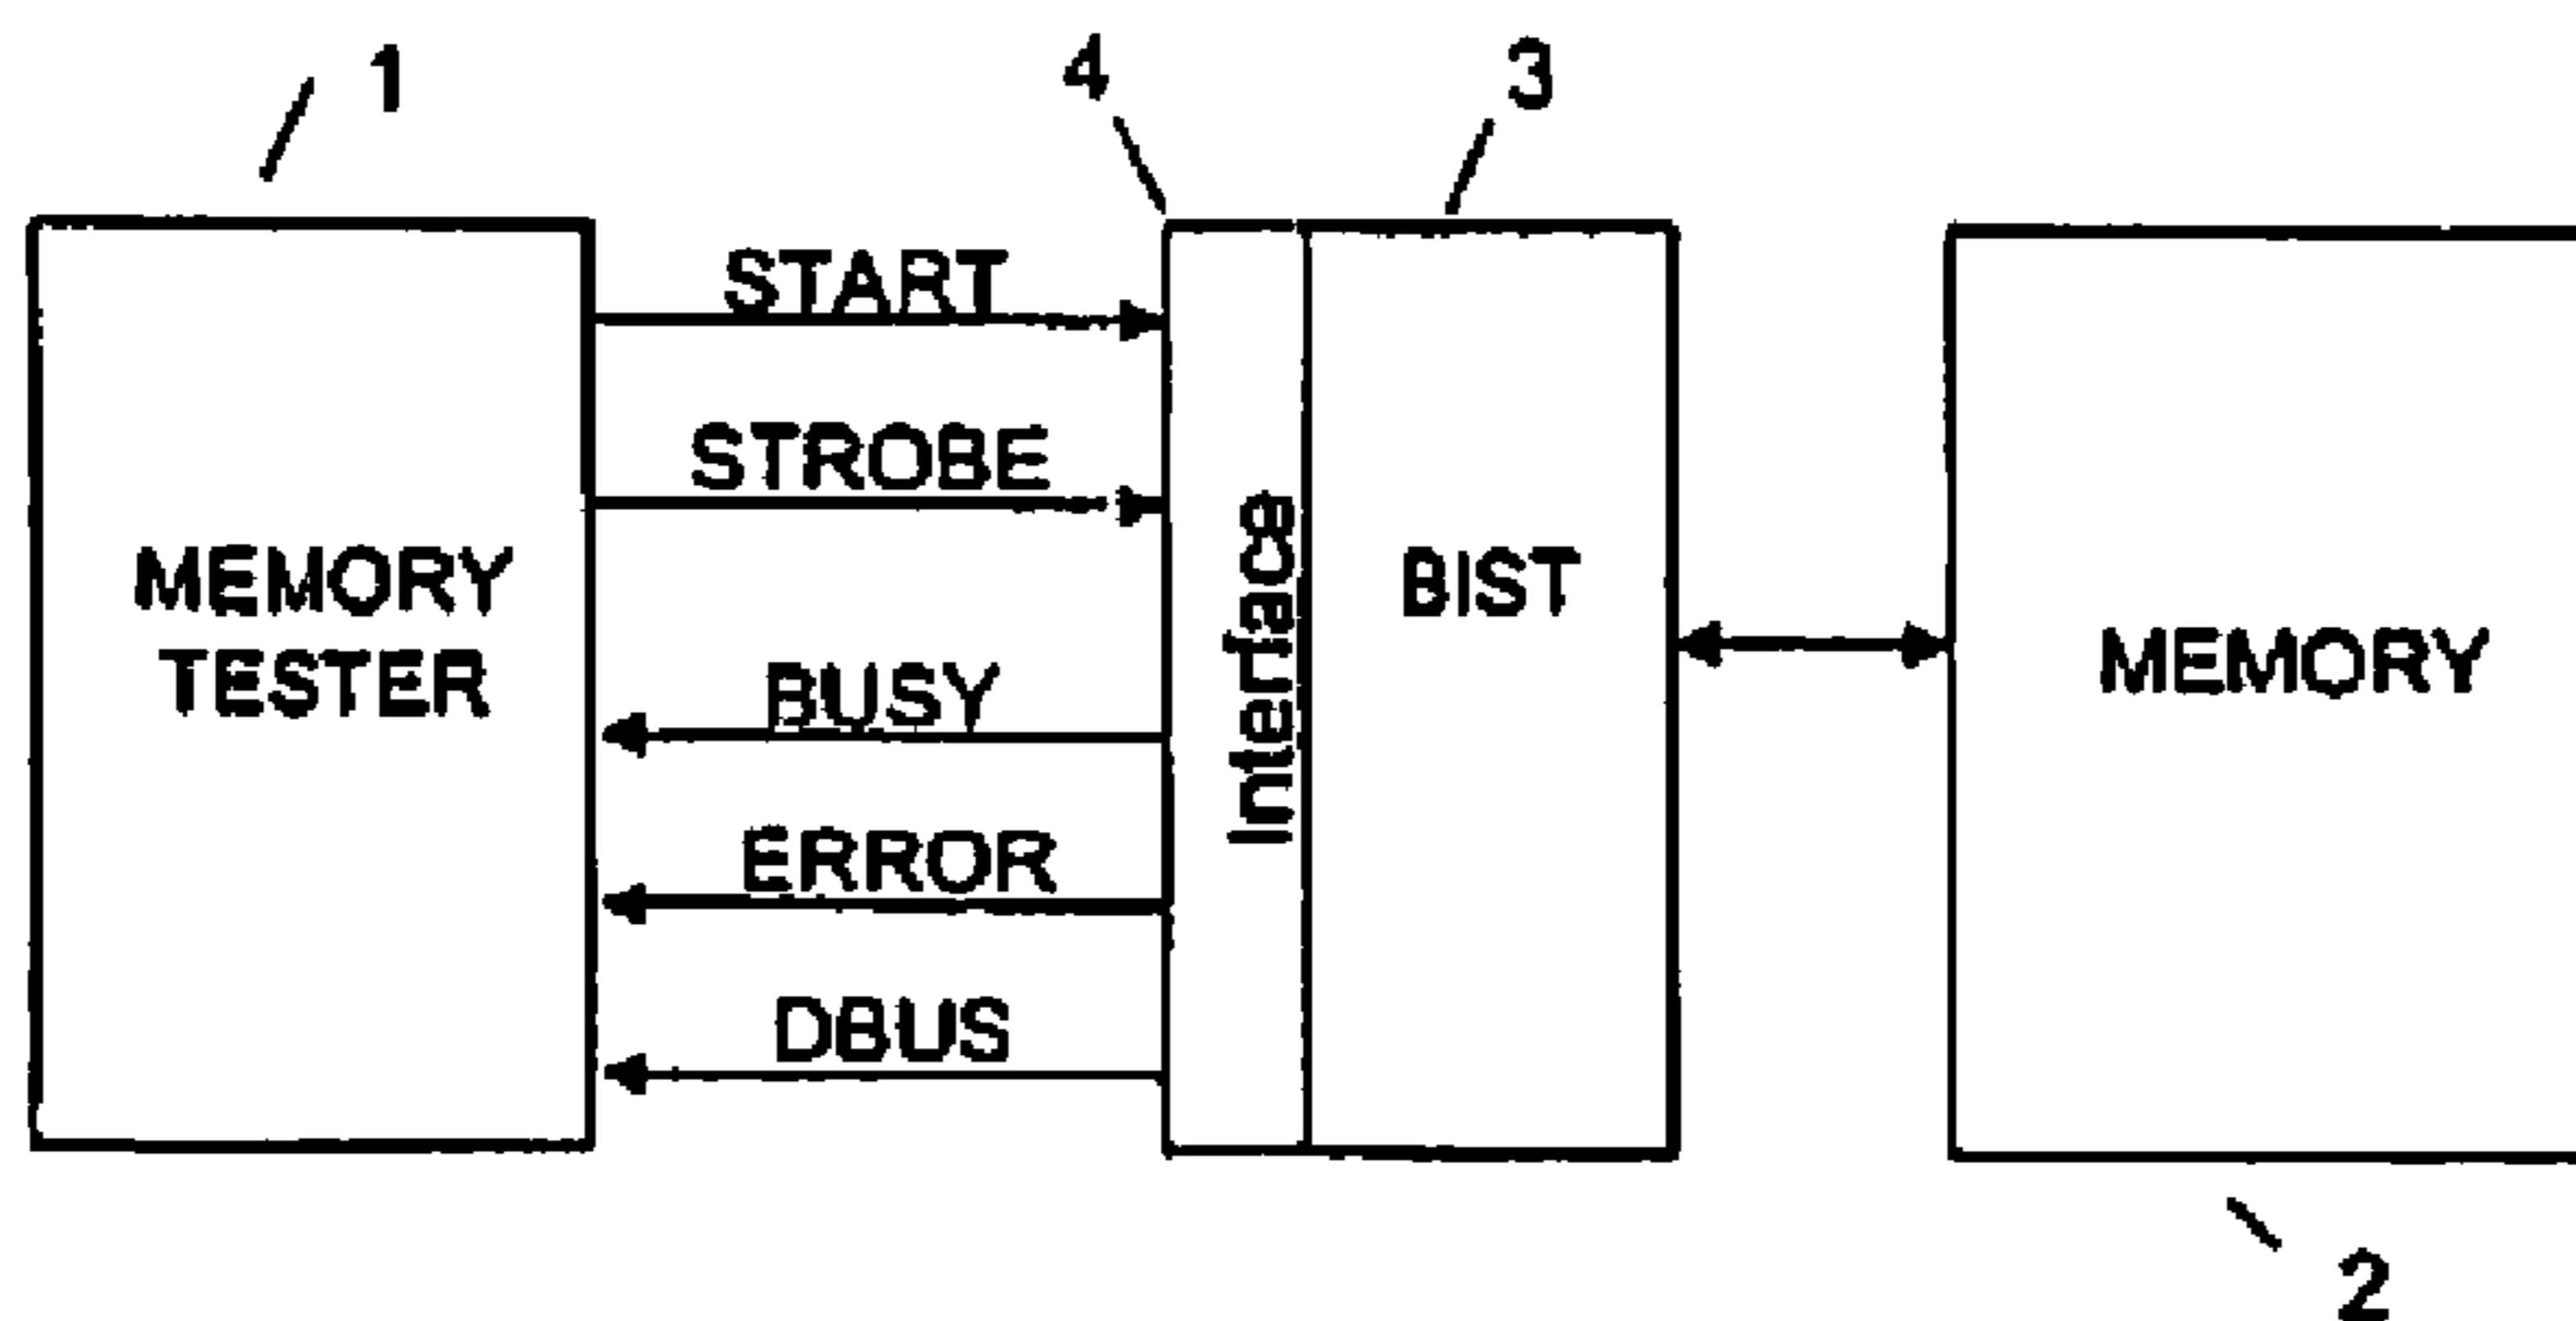 1
4
3
START
STROBE
MEMORY
TESTER
BUSY
ERROR
DBUS
Interface
BIST
MEMORY
2